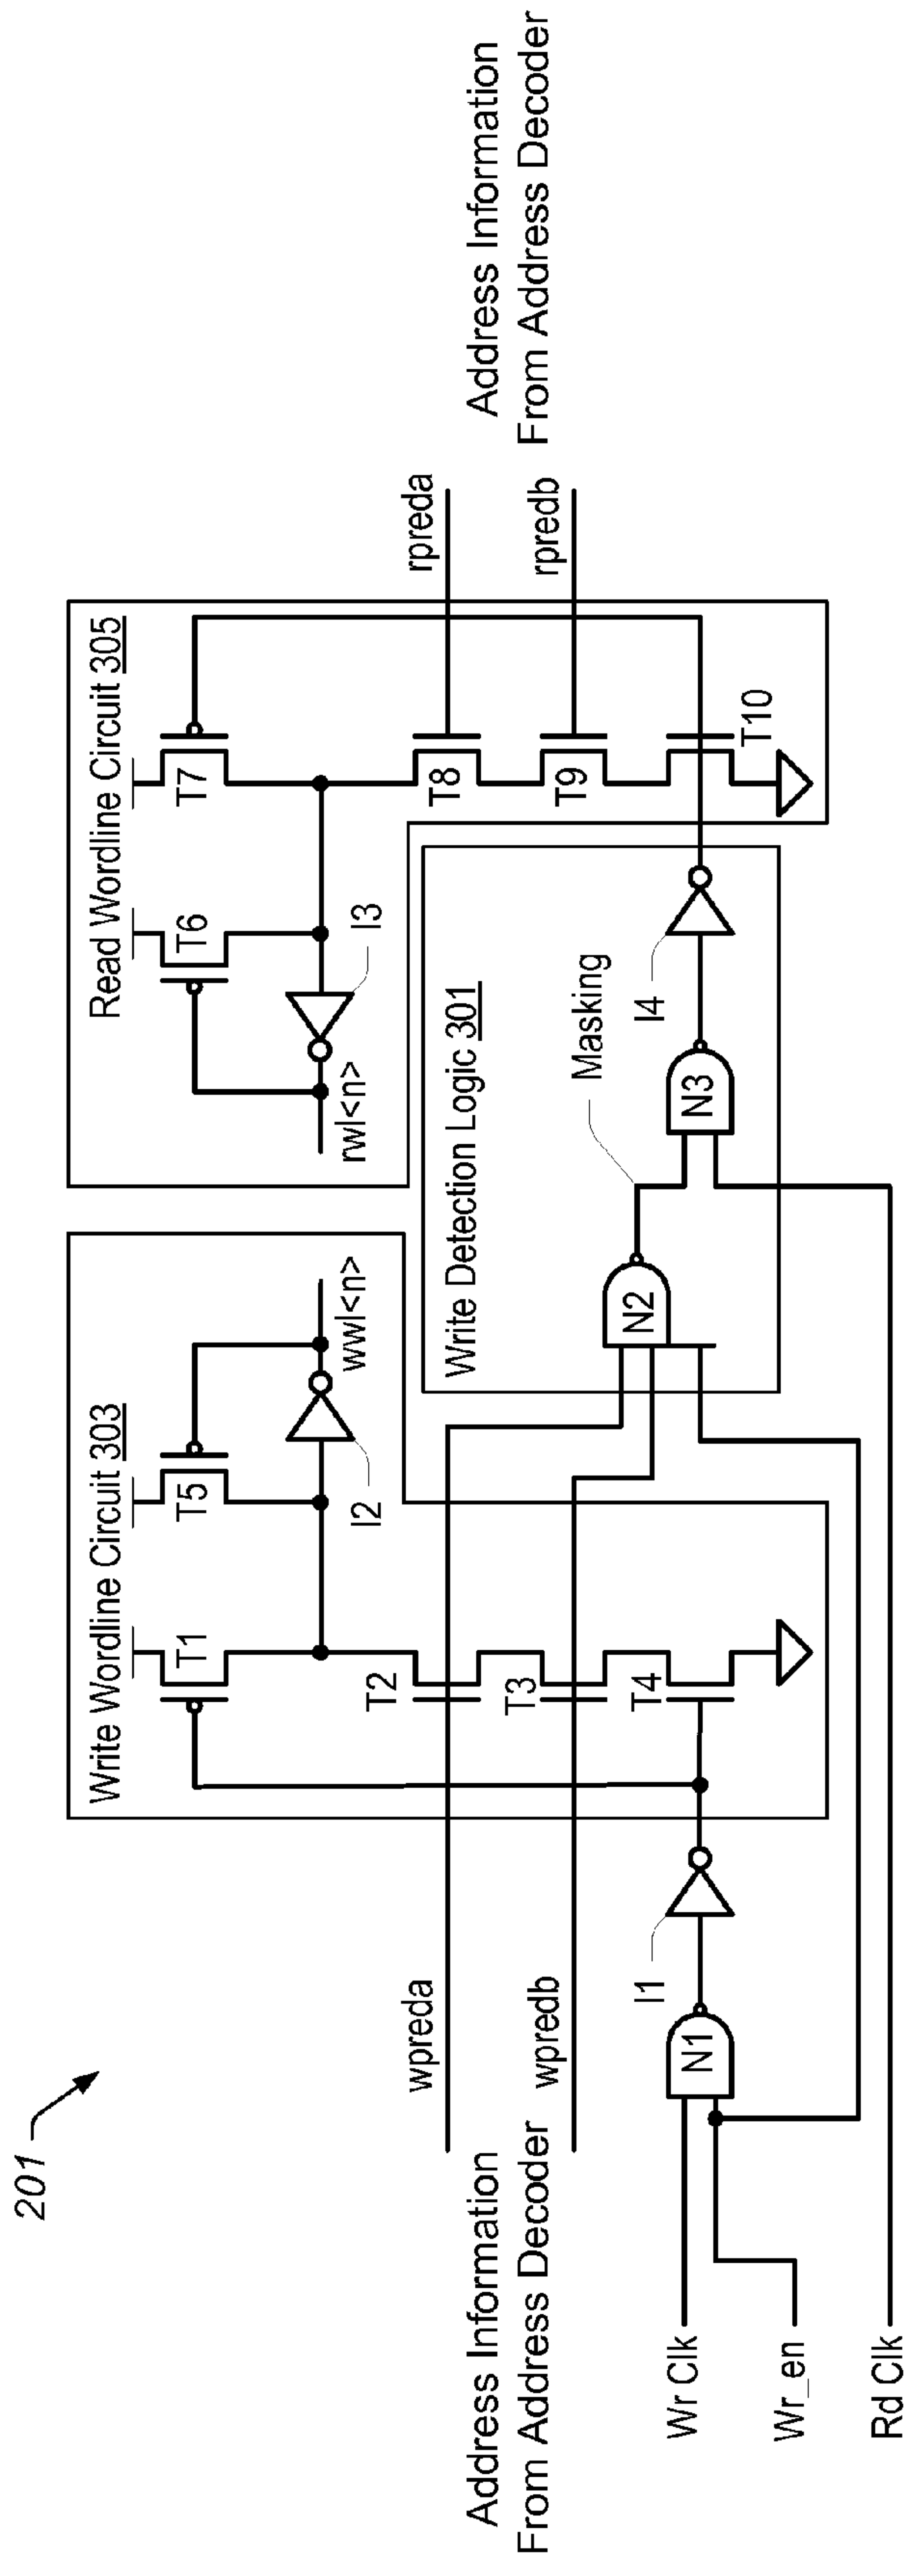 201
Write Wordline Circuit 303
Read Wordline Circuit 305
T1
T5
T6
T7
I2
wwl<n>
rwl<n>
I3
wpreda
T2
T8
rpreda
Address Information
From Address Decoder
Address Information
From Address Decoder
Write Detection Logic 301
wpredb
T3
T9
rpredb
Masking
N2
I1
T4
I4
N1
N3
T10
Wr Clk
Wr_en
Rd Clk